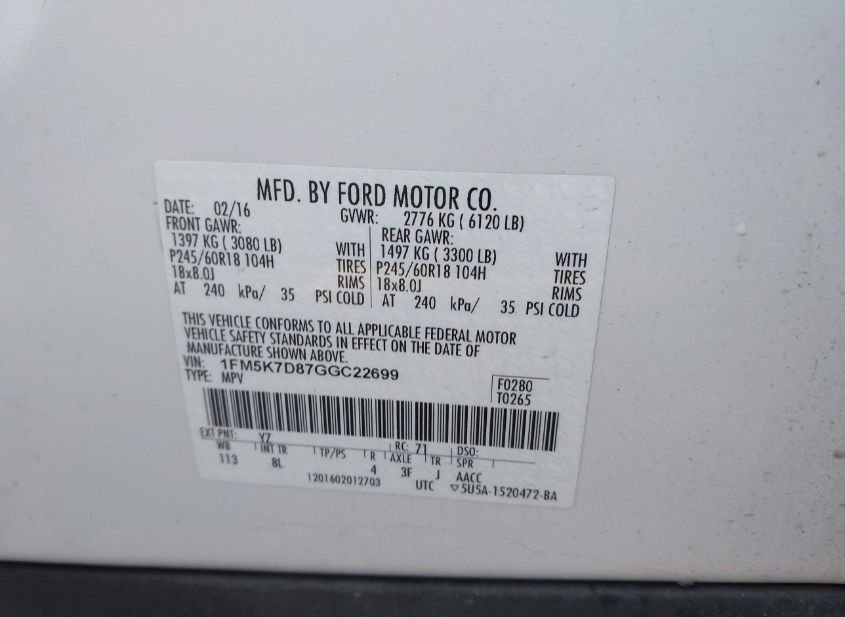 MFD. BY FORD MOTOR CO.
DATE: 02/16 GVWR: 2776 KG ( 6120 LB)
FRONT GAWR: REAR GAWR:
1397 KG ( 3080 LB) WITH 1497 KG ( 3300 LB) WITH
P245/60R18 104H TIRES P245/60R18 104H TIRES
18x8.0J RIMS 18x8.0J RIMS
AT 240 kPa/ 35 PSI COLD AT 240 kPa/ 35 PSI COLD
THIS VEHICLE CONFORMS TO ALL APPLICABLE FEDERAL MOTOR
VEHICLE SAFETY STANDARDS IN EFFECT ON THE DATE OF
MANUFACTURE SHOWN ABOVE.
VIN: 1FM5K7D87GGC22699
TYPE: MPV
F0280
T0265
EXT PNT: YZ RC: 71 DSO:
WB INT TR TP/PS R AXLE TR SPR
113 8L 4 3F J AACC
1201602012703 UTC ▽5U5A-1520472-BA